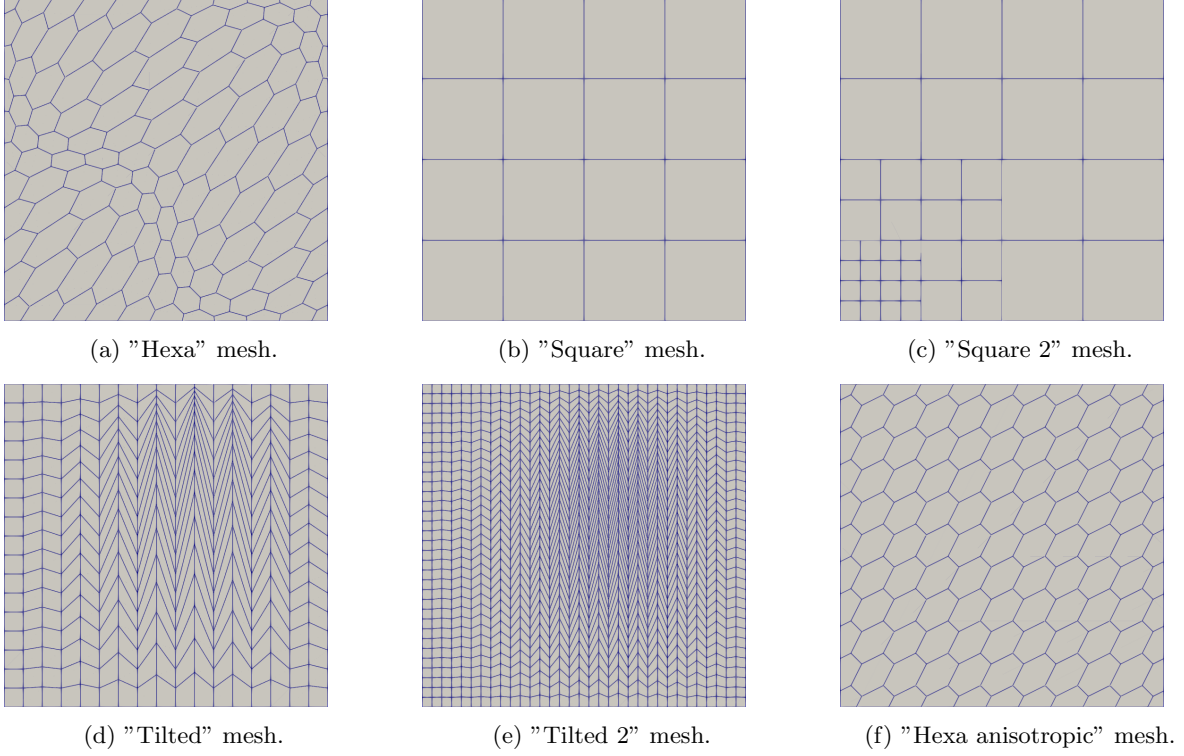 (a) ”Hexa” mesh.
(b) ”Square” mesh.
(c) ”Square 2” mesh.
(d) ”Tilted” mesh.
(e) ”Tilted 2” mesh.
(f) ”Hexa anisotropic” mesh.